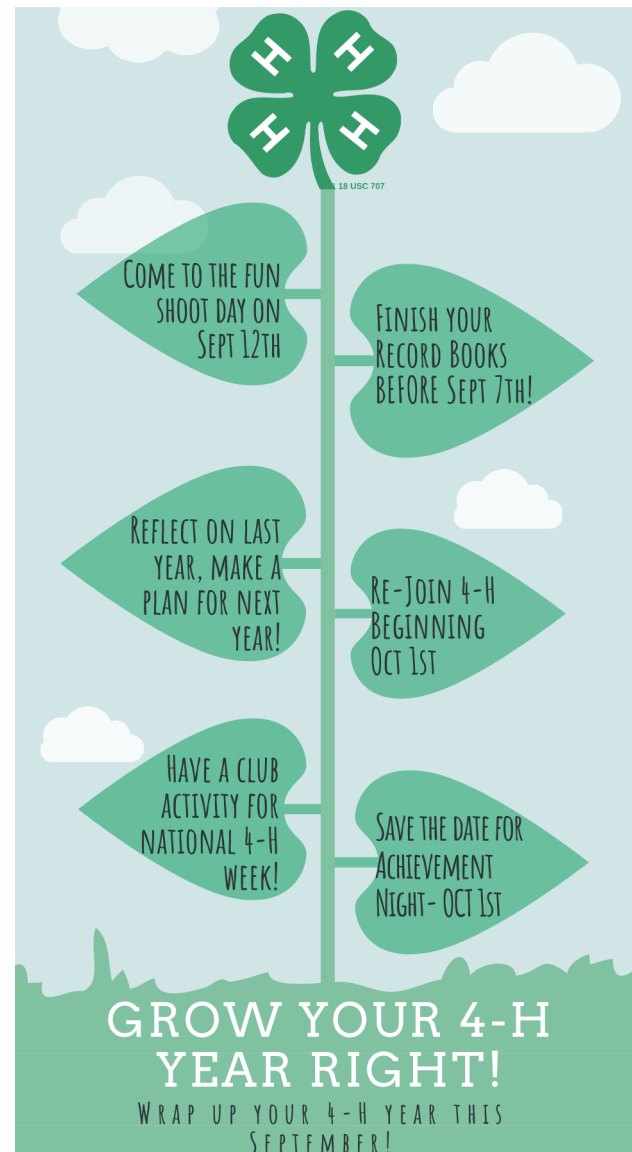 H H
H H
18 USC 707
Come to the fun
shoot day on
Sept 12th
Finish your
Record Books
BEFORE Sept 7th!
Reflect on last
year, make a
plan for next
year!
Re-Join 4-H
Beginning
Oct 1st
Have a club
activity for
national 4-H
week!
Save the date for
Achievement
Night- OCT 1st
GROW YOUR 4-H
YEAR RIGHT!
Wrap up your 4-H year this
September!